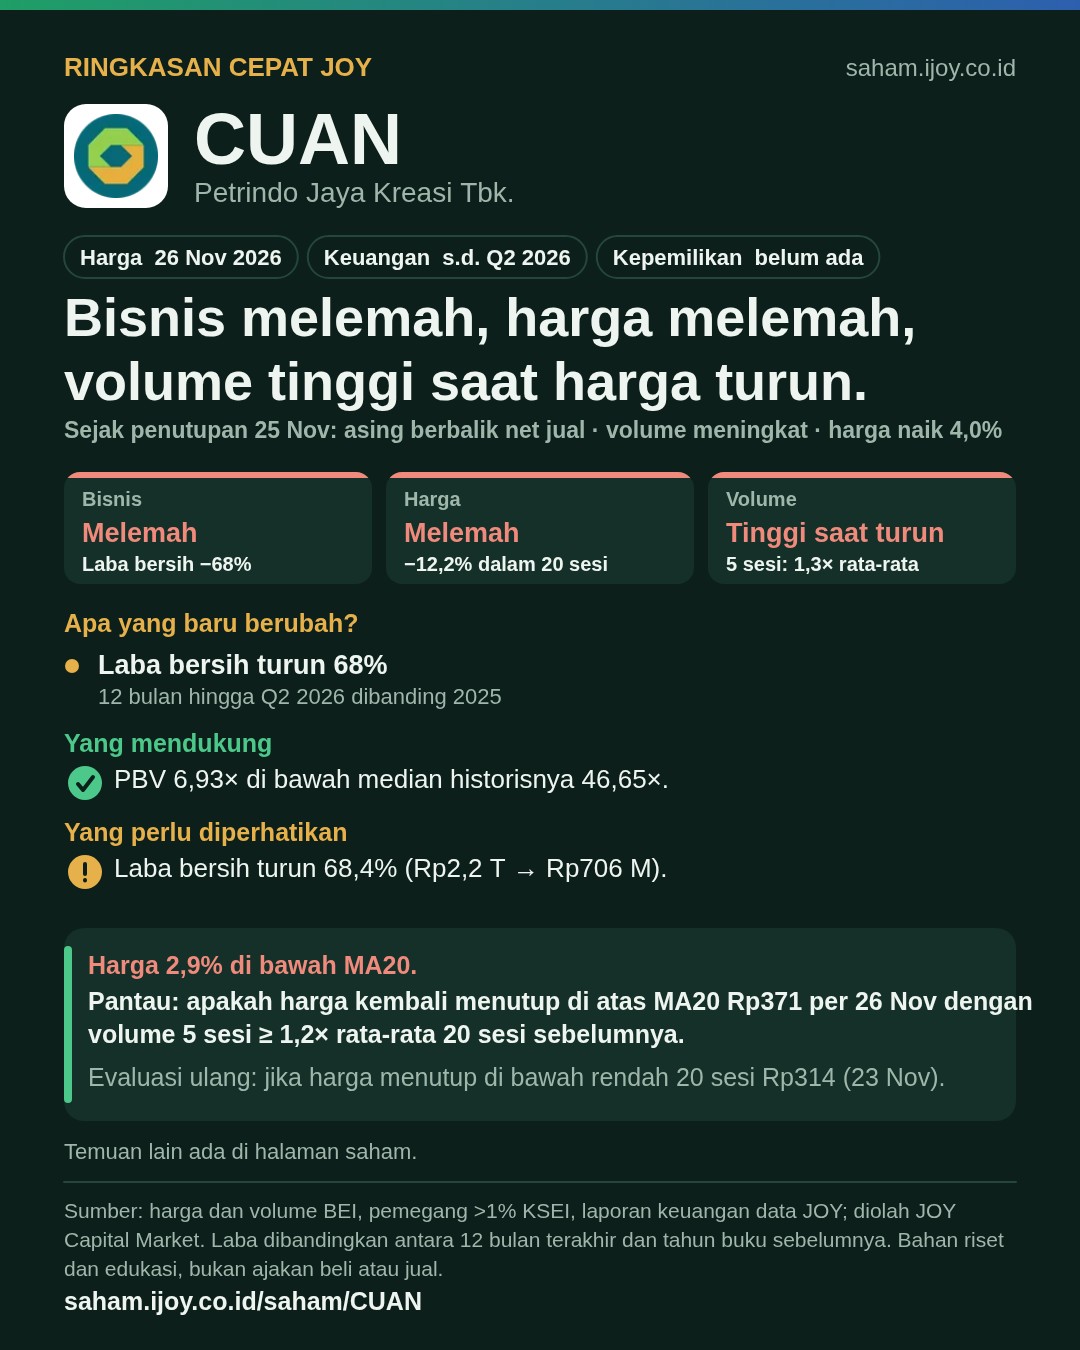 RINGKASAN CEPAT JOY
saham.ijoy.co.id
CUAN
Petrindo Jaya Kreasi Tbk.
Harga  26 Nov 2026
Keuangan  s.d. Q2 2026
Kepemilikan  belum ada
Bisnis melemah, harga melemah,
volume tinggi saat harga turun.
Sejak penutupan 25 Nov: asing berbalik net jual · volume meningkat · harga naik 4,0%
Bisnis
Melemah
Laba bersih −68%
Harga
Melemah
−12,2% dalam 20 sesi
Volume
Tinggi saat turun
5 sesi: 1,3× rata-rata
Apa yang baru berubah?
Laba bersih turun 68%
12 bulan hingga Q2 2026 dibanding 2025
Yang mendukung
PBV 6,93× di bawah median historisnya 46,65×.
Yang perlu diperhatikan
Laba bersih turun 68,4% (Rp2,2 T → Rp706 M).
Harga 2,9% di bawah MA20.
Pantau: apakah harga kembali menutup di atas MA20 Rp371 per 26 Nov dengan
volume 5 sesi ≥ 1,2× rata-rata 20 sesi sebelumnya.
Evaluasi ulang: jika harga menutup di bawah rendah 20 sesi Rp314 (23 Nov).
Temuan lain ada di halaman saham.
Sumber: harga dan volume BEI, pemegang >1% KSEI, laporan keuangan data JOY; diolah JOY
Capital Market. Laba dibandingkan antara 12 bulan terakhir dan tahun buku sebelumnya. Bahan riset
dan edukasi, bukan ajakan beli atau jual.
saham.ijoy.co.id/saham/CUAN